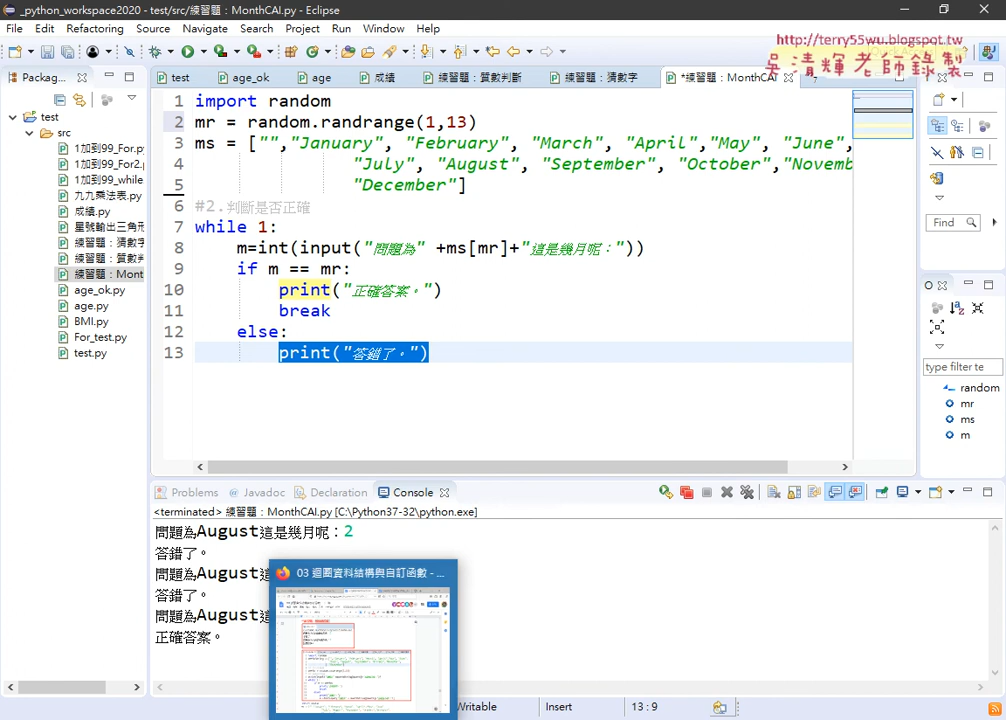 _python_workspace2020 - test/src/練習題：MonthCAI.py - Eclipse
File Edit Refactoring Source Navigate Search Project Run Window Help
http://terry55wu.blogspot.tw
吳清輝老師錄製
Packag...
test age_ok age 成績 練習題：質數判斷 練習題：猜數字 *練習題：MonthCAI
test
src
1加到99_For.py
1加到99_For2.p
1加到99_while
九九乘法表.py
成績.py
星號輸出三角形
練習題：猜數字
練習題：質數
練習題：Mont
age_ok.py
age.py
BMI.py
For_test.py
test.py
1 import random
2 mr = random.randrange(1,13)
3 ms = ["","January", "February", "March", "April","May", "June",
4 "July", "August", "September", "October","Novemb
5 "December"]
6 #2.判斷是否正確
7 while 1:
8 m=int(input("問題為" +ms[mr]+"這是幾月呢："))
9 if m == mr:
10 print("正確答案。")
11 break
12 else:
13 print("答錯了。")
Find
type filter te
random
mr
ms
m
Problems Javadoc Declaration Console
<terminated> 練習題：MonthCAI.py [C:\Python37-32\python.exe]
問題為August這是幾月呢：2
答錯了。
問題為August這
答錯了。
問題為August這
正確答案。
03 迴圈資料結構與自訂函數 - ...
Writable Insert 13 : 9